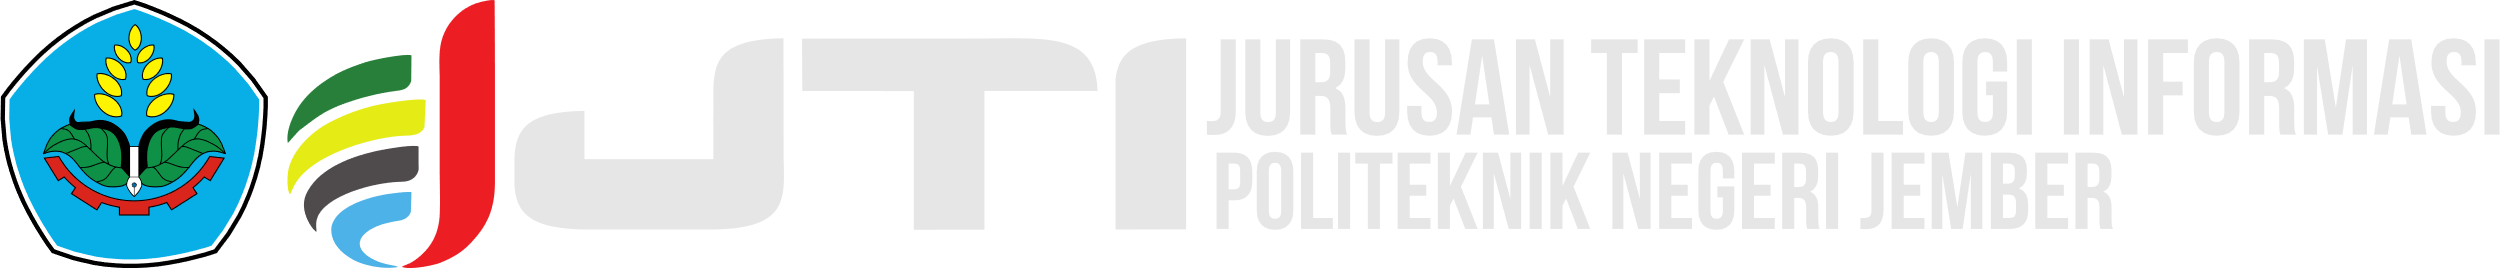 JTI
JURUSAN TEKNOLOGI INFORMASI
POLITEKNIK NEGERI JEMBER